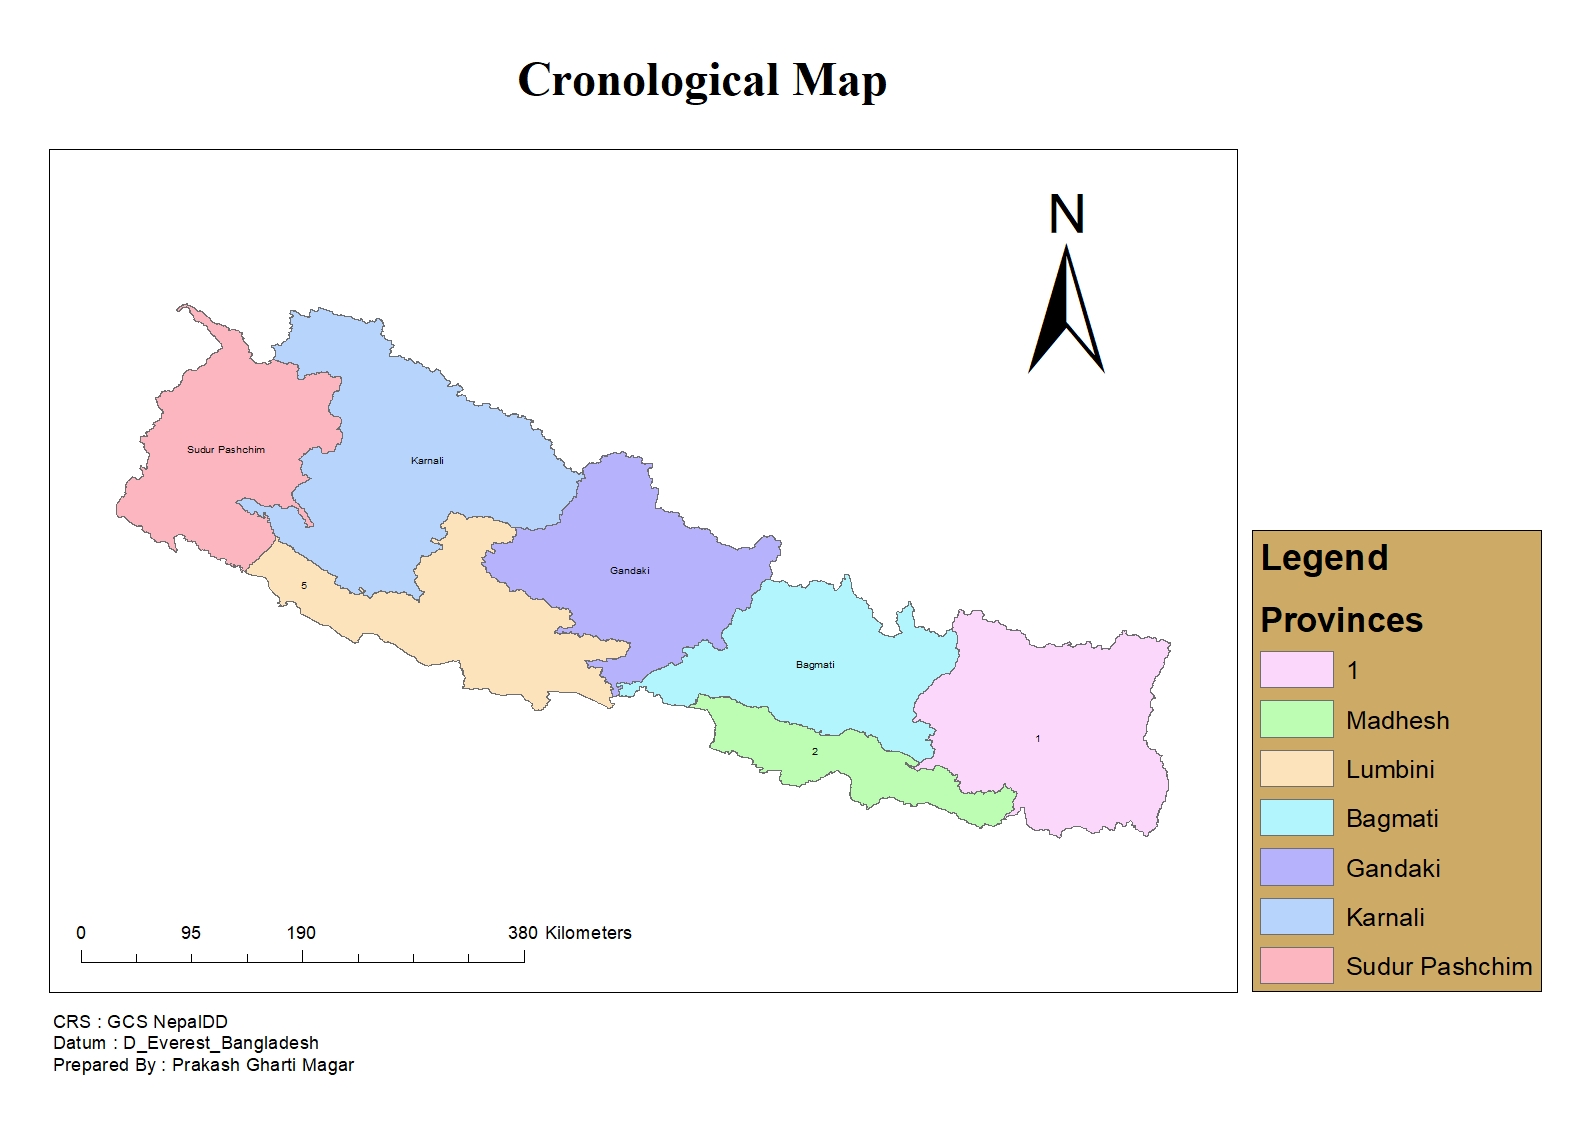 Cronological Map
N
Sudur Pashchim
Karnali
Gandaki
5
Bagmati
1
2
Legend
Provinces
1
Madhesh
Lumbini
Bagmati
Gandaki
Karnali
Sudur Pashchim
0 95 190 380 Kilometers
CRS : GCS NepalDD
Datum : D_Everest_Bangladesh
Prepared By : Prakash Gharti Magar